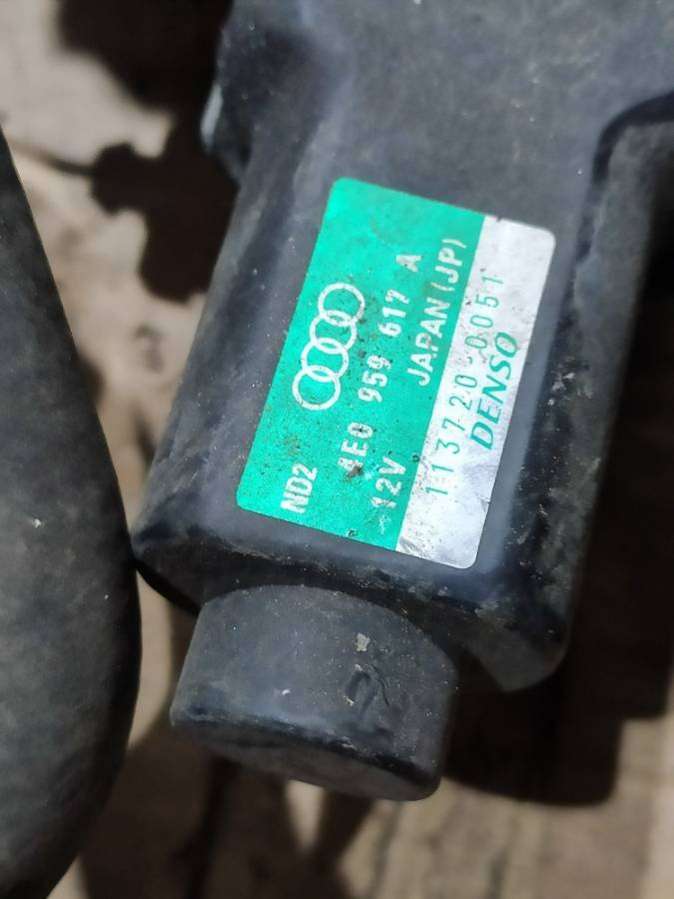 ND2
4E0 959 617 A
12V JAPAN (JP)
113720-0051
DENSO